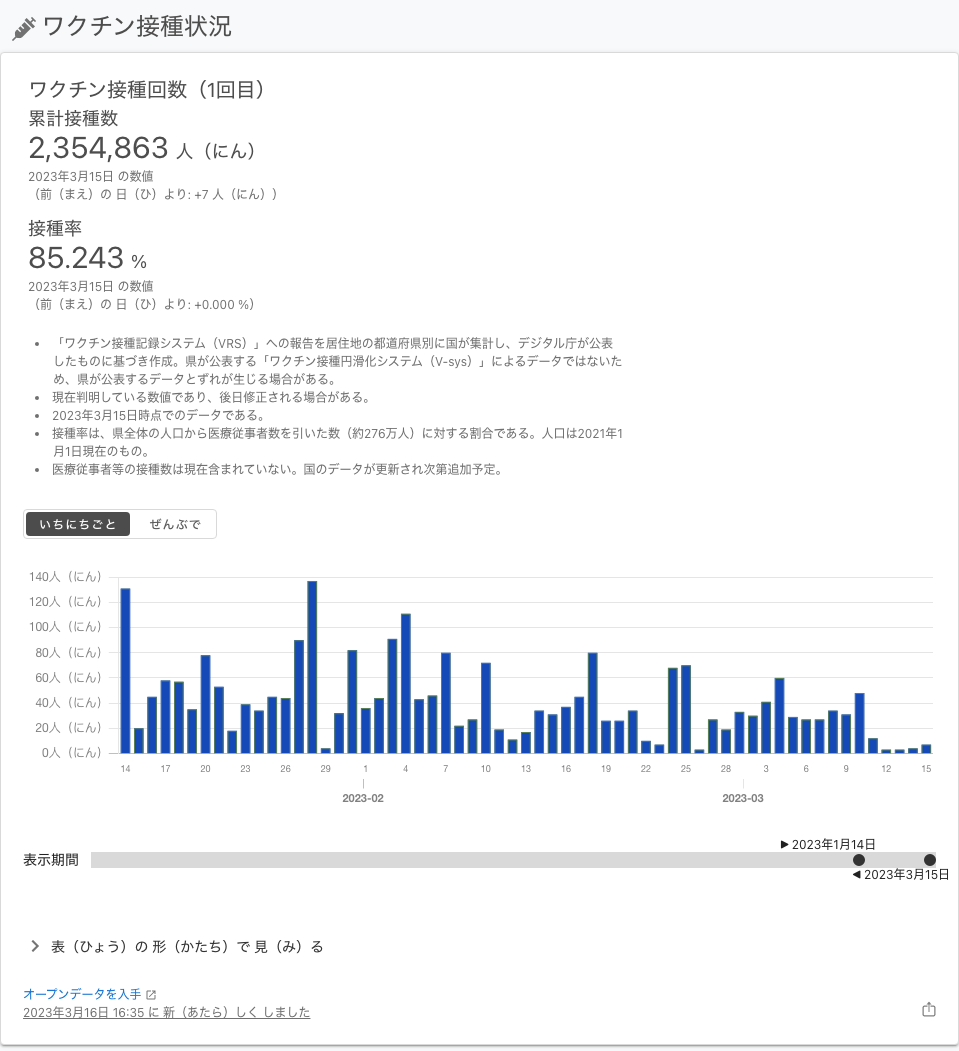 ワクチン接種状況
ワクチン接種回数（1回目）
累計接種数
2,354,863 人（にん）
2023年3月15日 の数値
（前（まえ）の 日（ひ）より: +7 人（にん））
接種率
85.243 %
2023年3月15日 の数値
（前（まえ）の 日（ひ）より: +0.000 %）
• 「ワクチン接種記録システム（VRS）」への報告を居住地の都道府県別に国が集計し、デジタル庁が公表
したものに基づき作成。県が公表する「ワクチン接種円滑化システム（V-sys）」によるデータではないた
め、県が公表するデータとずれが生じる場合がある。
• 現在判明している数値であり、後日修正される場合がある。
• 2023年3月15日時点でのデータである。
• 接種率は、県全体の人口から医療従事者数を引いた数（約276万人）に対する割合である。人口は2021年1
月1日現在のもの。
• 医療従事者等の接種数は現在含まれていない。国のデータが更新され次第追加予定。
いちにちごと ぜんぶで
140人（にん）
120人（にん）
100人（にん）
80人（にん）
60人（にん）
40人（にん）
20人（にん）
0人（にん）
14 17 20 23 26 29 1 4 7 10 13 16 19 22 25 28 3 6 9 12 15
2023-02 2023-03
▶ 2023年1月14日
表示期間
◀ 2023年3月15日
表（ひょう）の 形（かたち）で 見（み）る
オープンデータを入手
2023年3月16日 16:35 に 新（あたら）しく しました